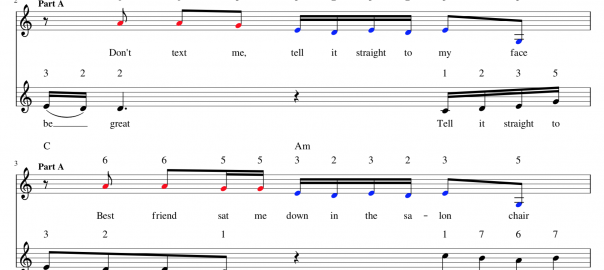 2
Part A
Don't text me, tell it straight to my face
3 2 2 1 2 3 5
be____ great Tell it straight to
C Am
3
Part A
6 6 5 5 3 2 3 2 3 5
Best friend sat me down in the sa – lon chair
3 2 1 1 7 6 7